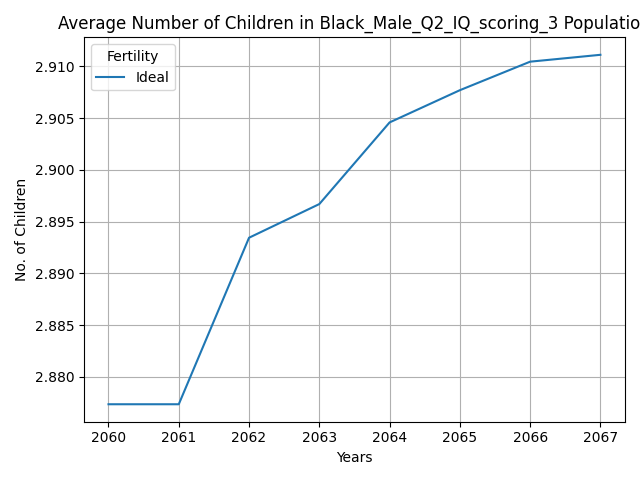 Average Number of Children in Black_Male_Q2_IQ_scoring_3 Populatio
Fertility
Ideal
2.910
2.905
2.900
2.895
2.890
2.885
2.880
No. of Children
2060 2061 2062 2063 2064 2065 2066 2067
Years